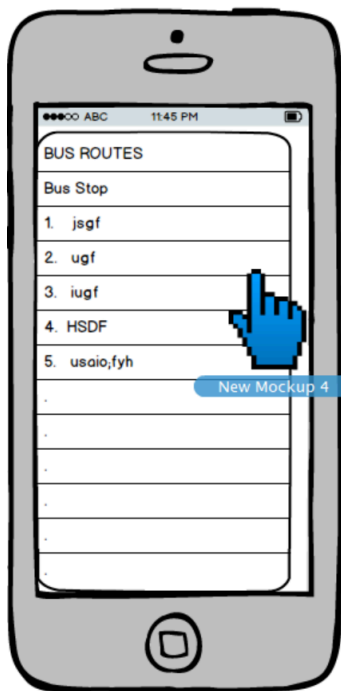 ABC 11:45 PM
BUS ROUTES
Bus Stop
1. jsgf
2. ugf
3. iugf
4. HSDF
5. usaio;fyh
New Mockup 4
.
.
.
.
.
.